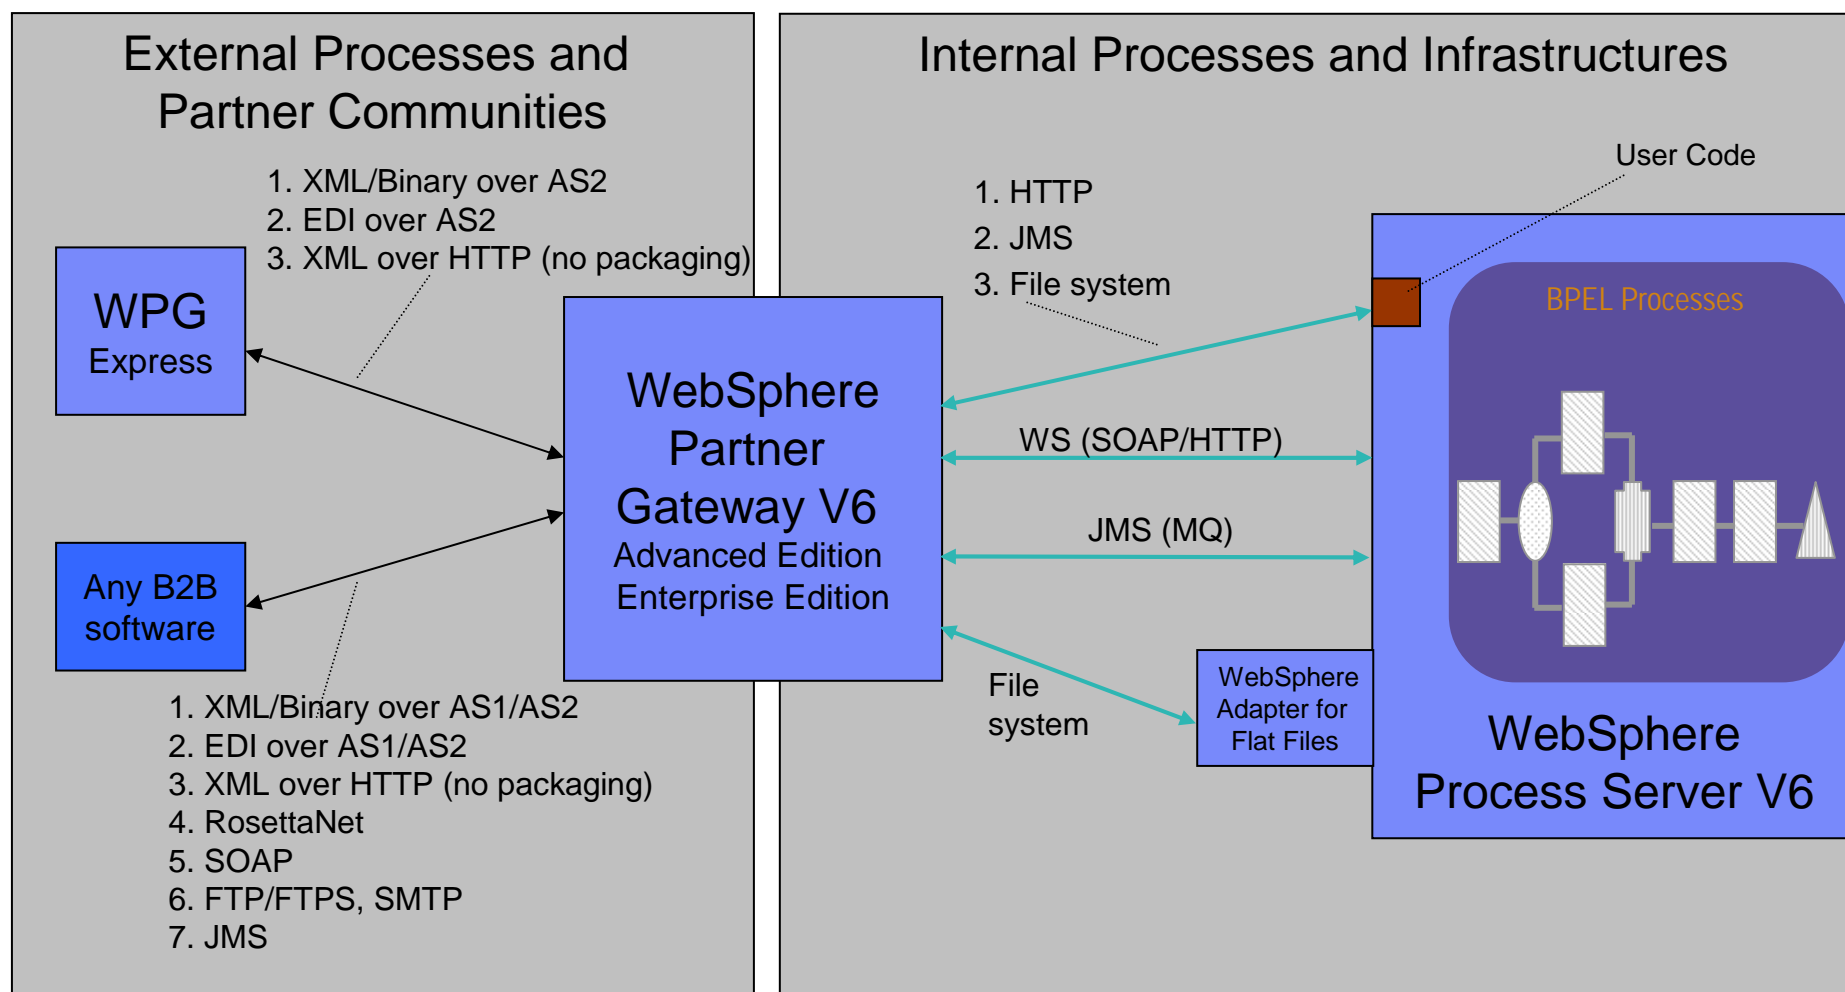 External Processes and
Partner Communities
1. XML/Binary over AS2
2. EDI over AS2
3. XML over HTTP (no packaging)
WPG
Express
Any B2B
software
1. XML/Binary over AS1/AS2
2. EDI over AS1/AS2
3. XML over HTTP (no packaging)
4. RosettaNet
5. SOAP
6. FTP/FTPS, SMTP
7. JMS
WebSphere
Partner
Gateway V6
Advanced Edition
Enterprise Edition
Internal Processes and Infrastructures
1. HTTP
2. JMS
3. File system
User Code
WS (SOAP/HTTP)
JMS (MQ)
File
system
WebSphere
Adapter for
Flat Files
BPEL Processes
WebSphere
Process Server V6